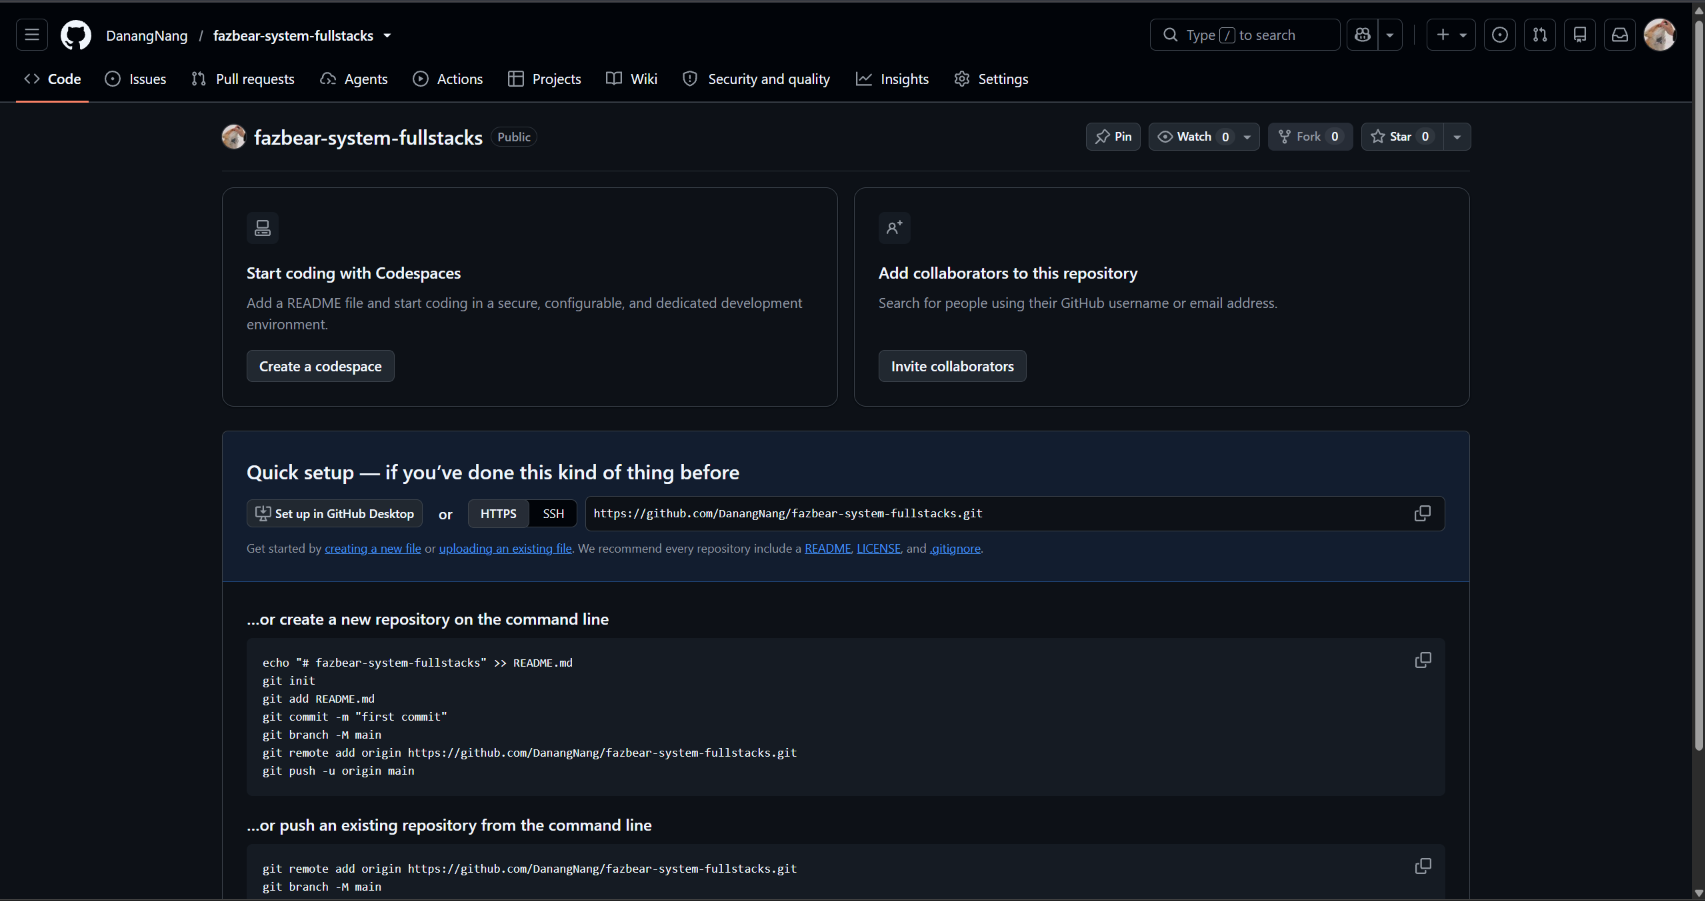 DanangNang / fazbear-system-fullstacks
Type / to search
Code Issues Pull requests Agents Actions Projects Wiki Security and quality Insights Settings
fazbear-system-fullstacks Public
Pin Watch 0 Fork 0 Star 0
Start coding with Codespaces
Add a README file and start coding in a secure, configurable, and dedicated development
environment.
Create a codespace
Add collaborators to this repository
Search for people using their GitHub username or email address.
Invite collaborators
Quick setup — if you’ve done this kind of thing before
Set up in GitHub Desktop or HTTPS SSH https://github.com/DanangNang/fazbear-system-fullstacks.git
Get started by creating a new file or uploading an existing file. We recommend every repository include a README, LICENSE, and .gitignore.
...or create a new repository on the command line
echo "# fazbear-system-fullstacks" >> README.md
git init
git add README.md
git commit -m "first commit"
git branch -M main
git remote add origin https://github.com/DanangNang/fazbear-system-fullstacks.git
git push -u origin main
...or push an existing repository from the command line
git remote add origin https://github.com/DanangNang/fazbear-system-fullstacks.git
git branch -M main